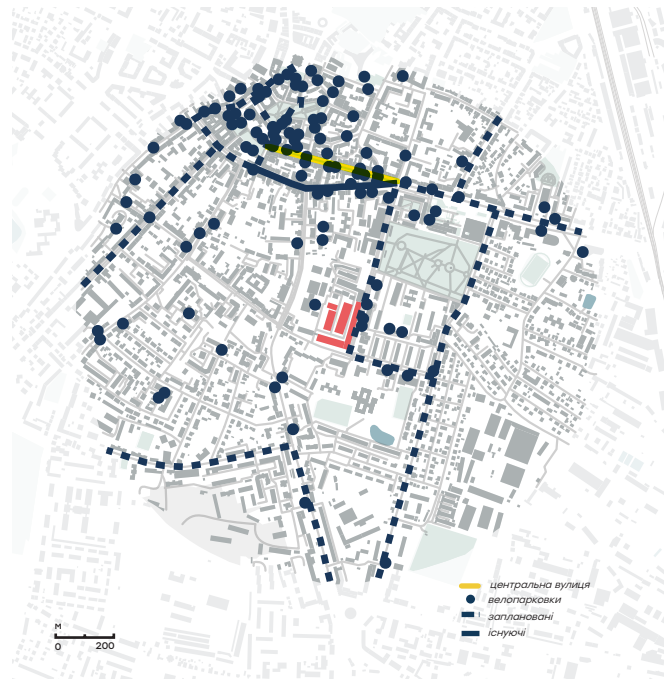 центральна вулиця
велопарковки
заплановані
існуючі
м
0 200